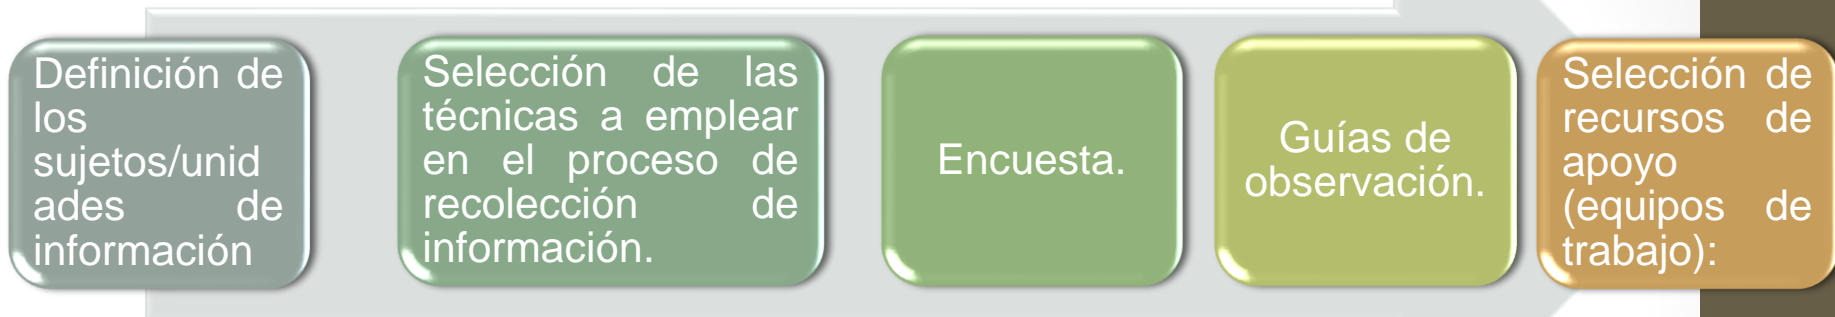 Definición de
los
sujetos/unid
ades de
información
Selección de las
técnicas a emplear
en el proceso de
recolección de
información.
Encuesta.
Guías de
observación.
Selección de
recursos de
apoyo
(equipos de
trabajo):